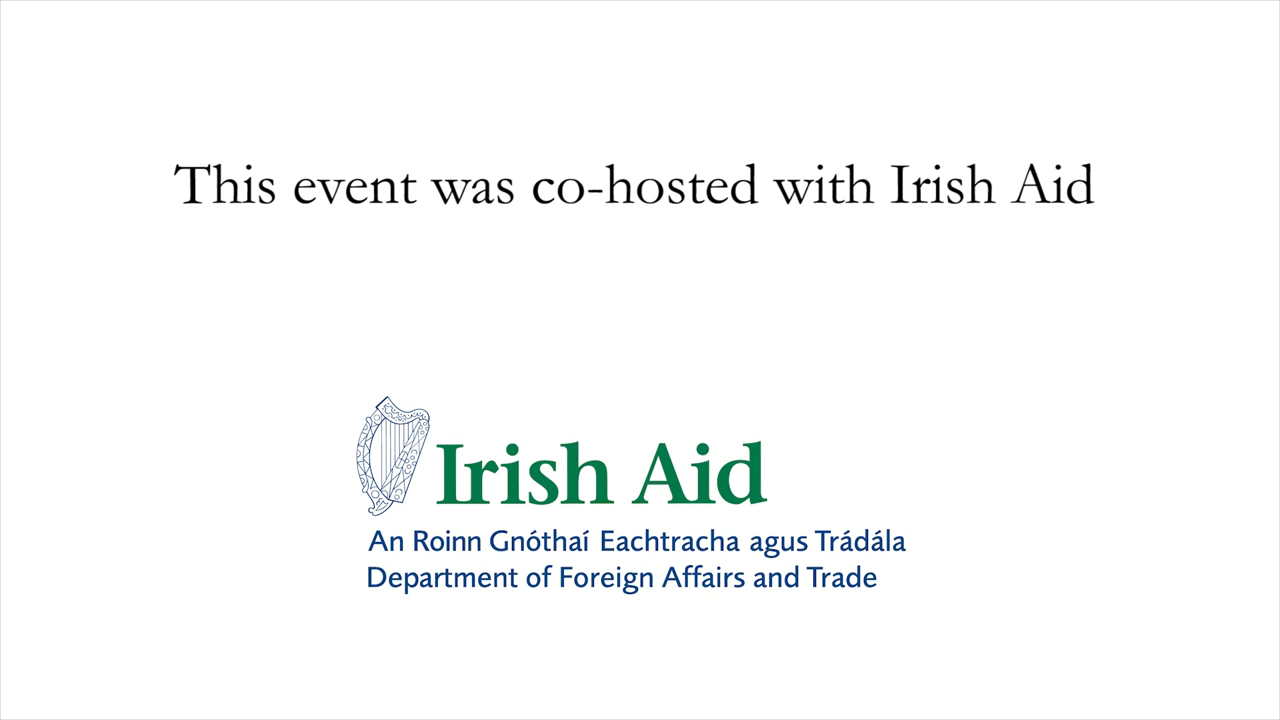 This event was co-hosted with Irish Aid
Irish Aid
An Roinn Gnóthaí Eachtracha agus Trádála
Department of Foreign Affairs and Trade